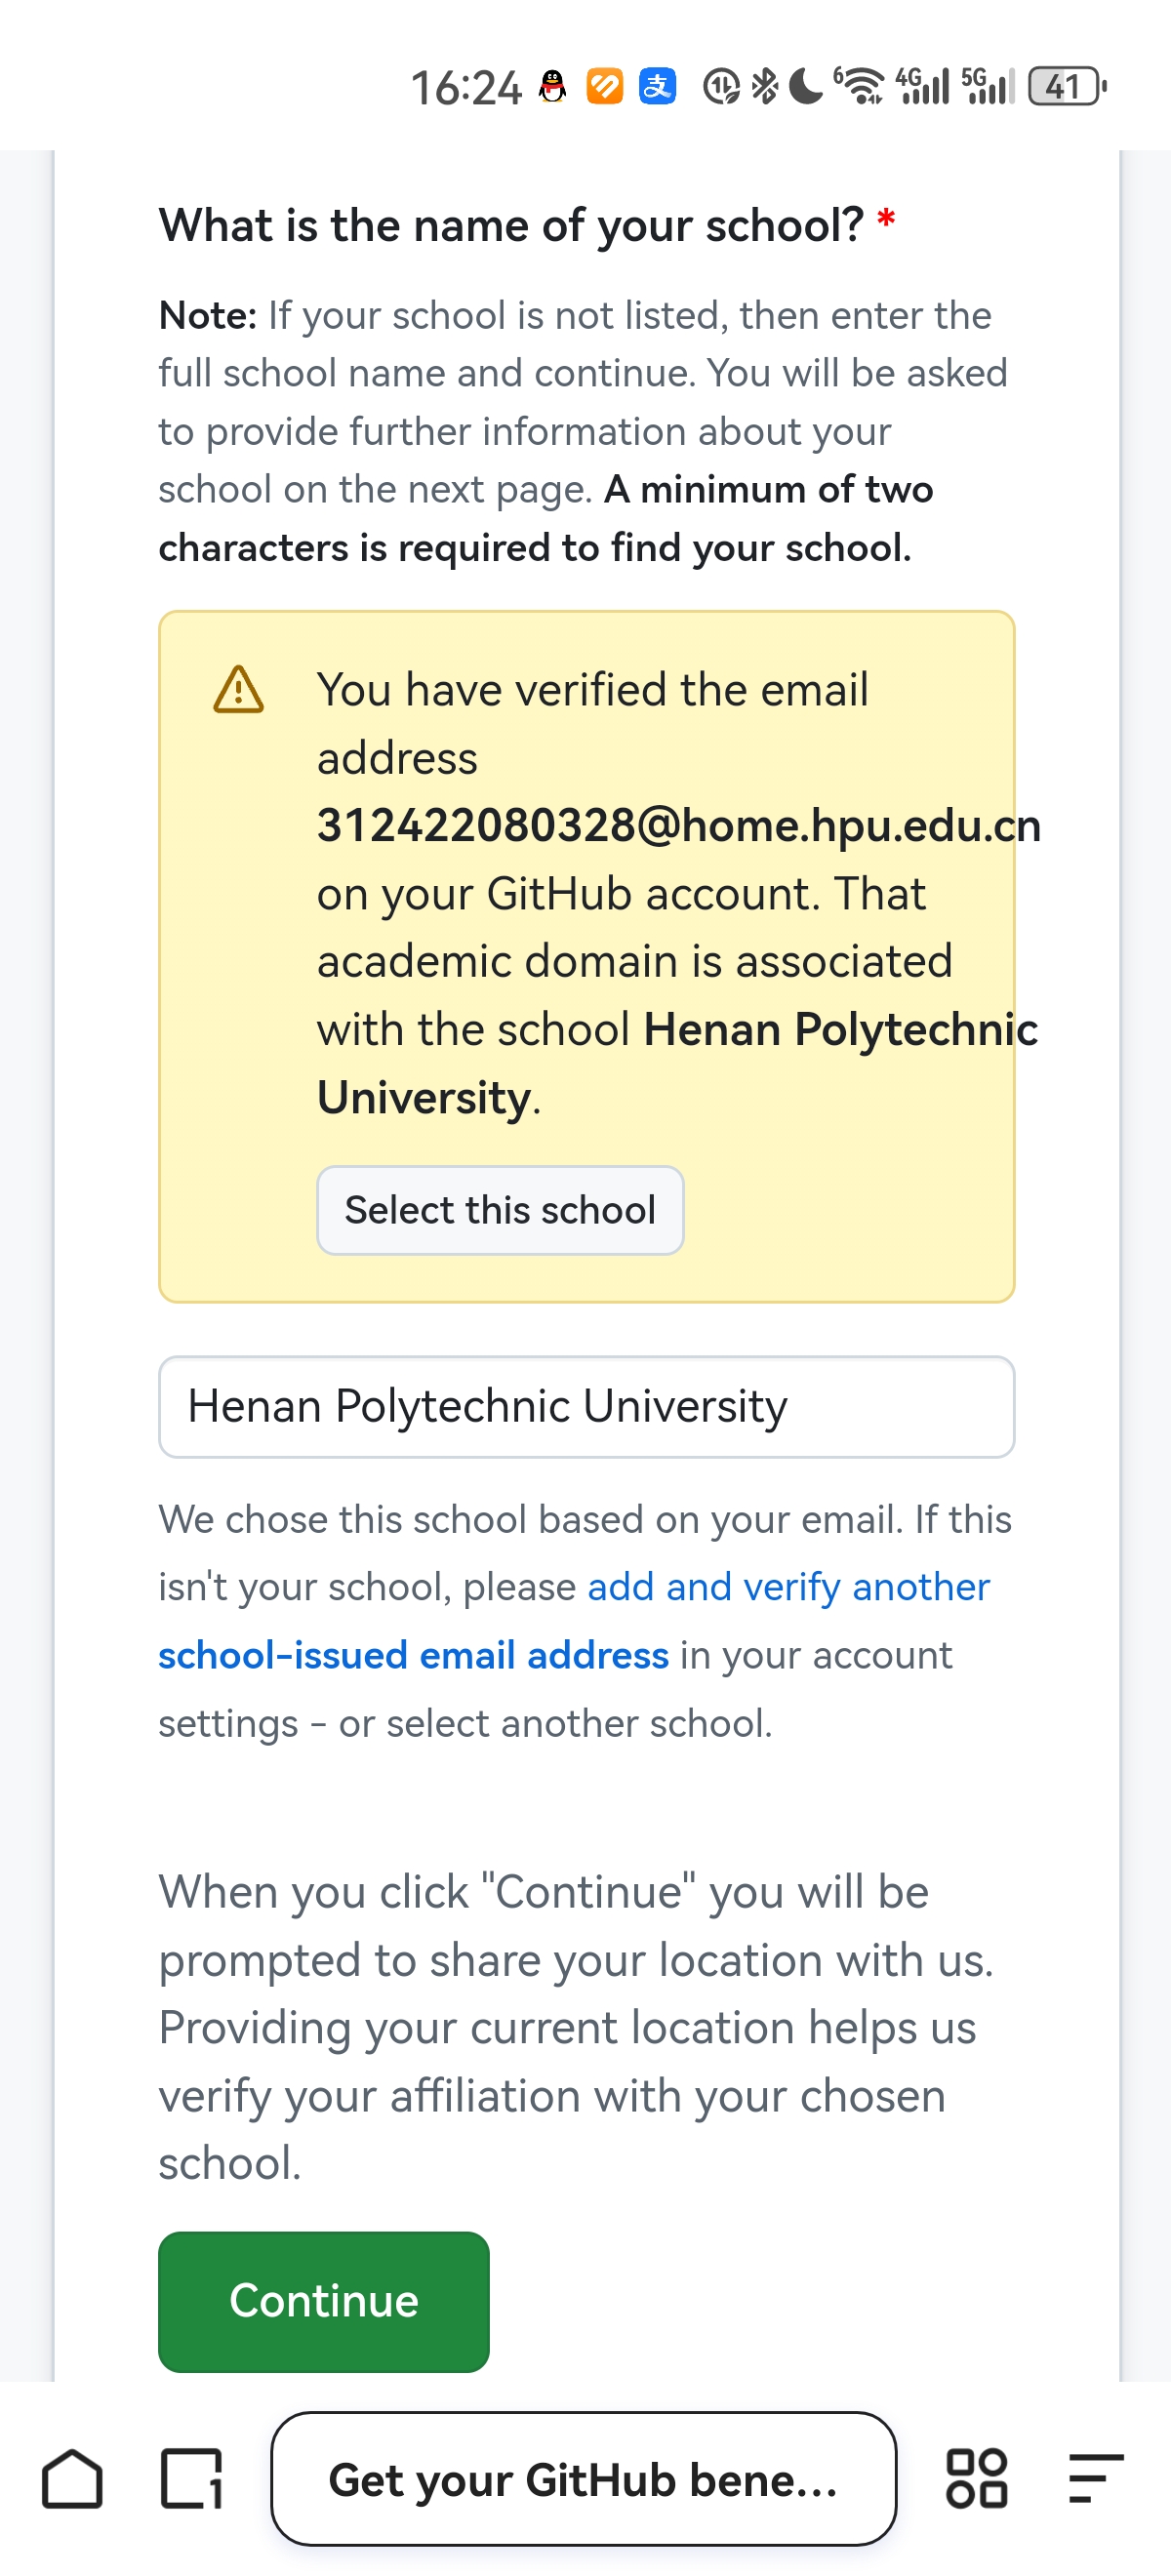 16:24 支 6 4G 5G 41
What is the name of your school? *
Note: If your school is not listed, then enter the
full school name and continue. You will be asked
to provide further information about your
school on the next page. A minimum of two
characters is required to find your school.
You have verified the email
address
312422080328@home.hpu.edu.cn
on your GitHub account. That
academic domain is associated
with the school Henan Polytechnic
University.
Select this school
Henan Polytechnic University
We chose this school based on your email. If this
isn't your school, please add and verify another
school-issued email address in your account
settings - or select another school.
When you click "Continue" you will be
prompted to share your location with us.
Providing your current location helps us
verify your affiliation with your chosen
school.
Continue
1 Get your GitHub bene...